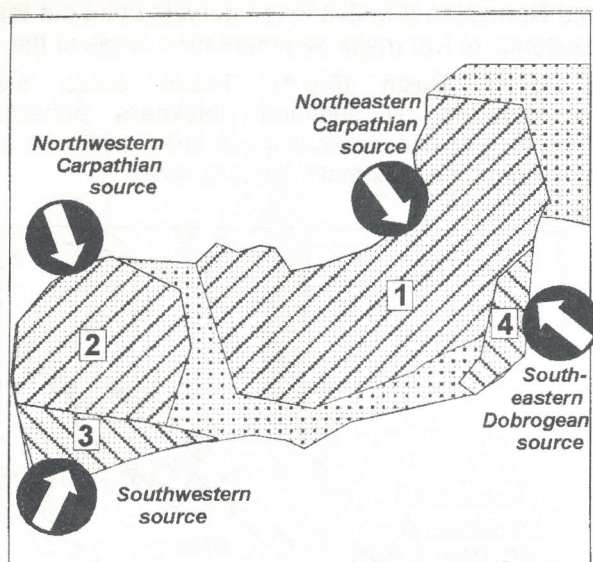 Northeastern
Carpathian
source
Northwestern
Carpathian
source
1
2
4
3
South-
eastern
Dobrogean
source
Southwestern
source